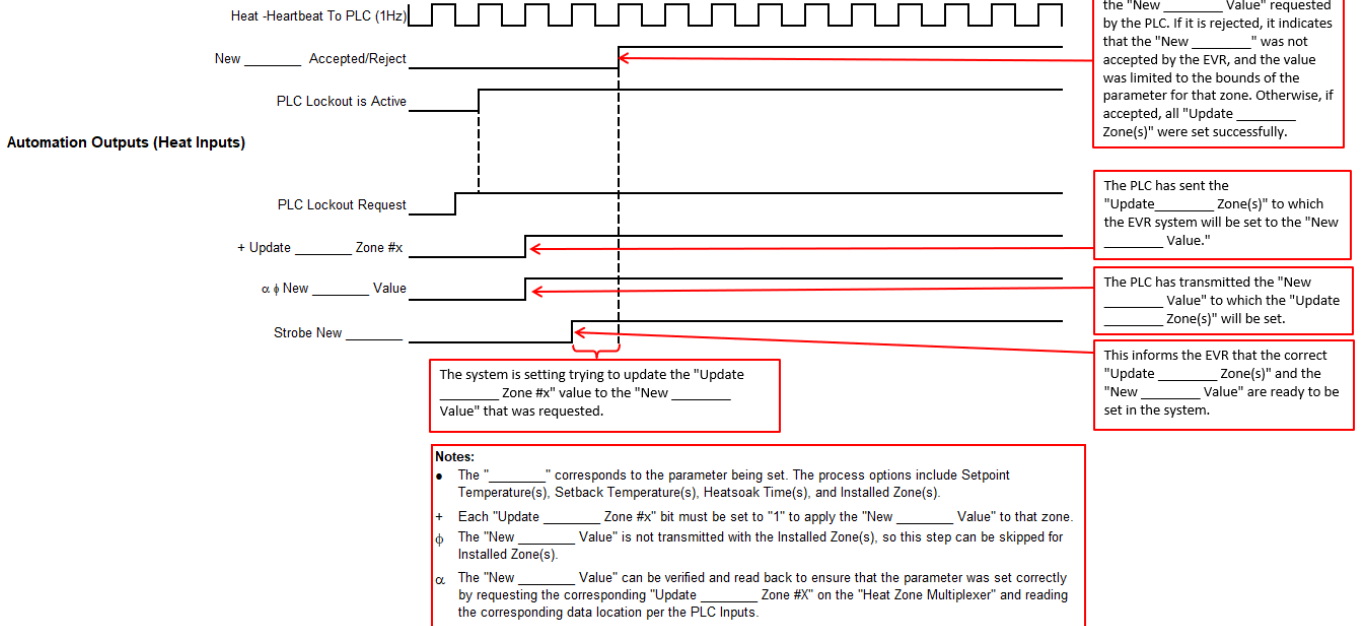 the "New ________ Value" requested
by the PLC. If it is rejected, it indicates
that the "New ________" was not
accepted by the EVR, and the value
was limited to the bounds of the
parameter for that zone. Otherwise, if
accepted, all "Update ________
Zone(s)" were set successfully.
Heat -Heartbeat To PLC (1Hz)
New ________ Accepted/Reject
PLC Lockout is Active
Automation Outputs (Heat Inputs)
PLC Lockout Request
+ Update ________ Zone #x
α ϕ New ________ Value
Strobe New ________
The PLC has sent the
"Update________ Zone(s)" to which
the EVR system will be set to the "New
________ Value."
The PLC has transmitted the "New
________ Value" to which the "Update
________ Zone(s)" will be set.
This informs the EVR that the correct
"Update ________ Zone(s)" and the
"New ________ Value" are ready to be
set in the system.
The system is setting trying to update the "Update
________ Zone #x" value to the "New ________
Value" that was requested.
Notes:
● The "________" corresponds to the parameter being set. The process options include Setpoint
Temperature(s), Setback Temperature(s), Heatsoak Time(s), and Installed Zone(s).
+ Each "Update ________ Zone #x" bit must be set to "1" to apply the "New ________ Value" to that zone.
ϕ The "New ________ Value" is not transmitted with the Installed Zone(s), so this step can be skipped for
Installed Zone(s).
α The "New ________ Value" can be verified and read back to ensure that the parameter was set correctly
by requesting the corresponding "Update ________ Zone #X" on the "Heat Zone Multiplexer" and reading
the corresponding data location per the PLC Inputs.